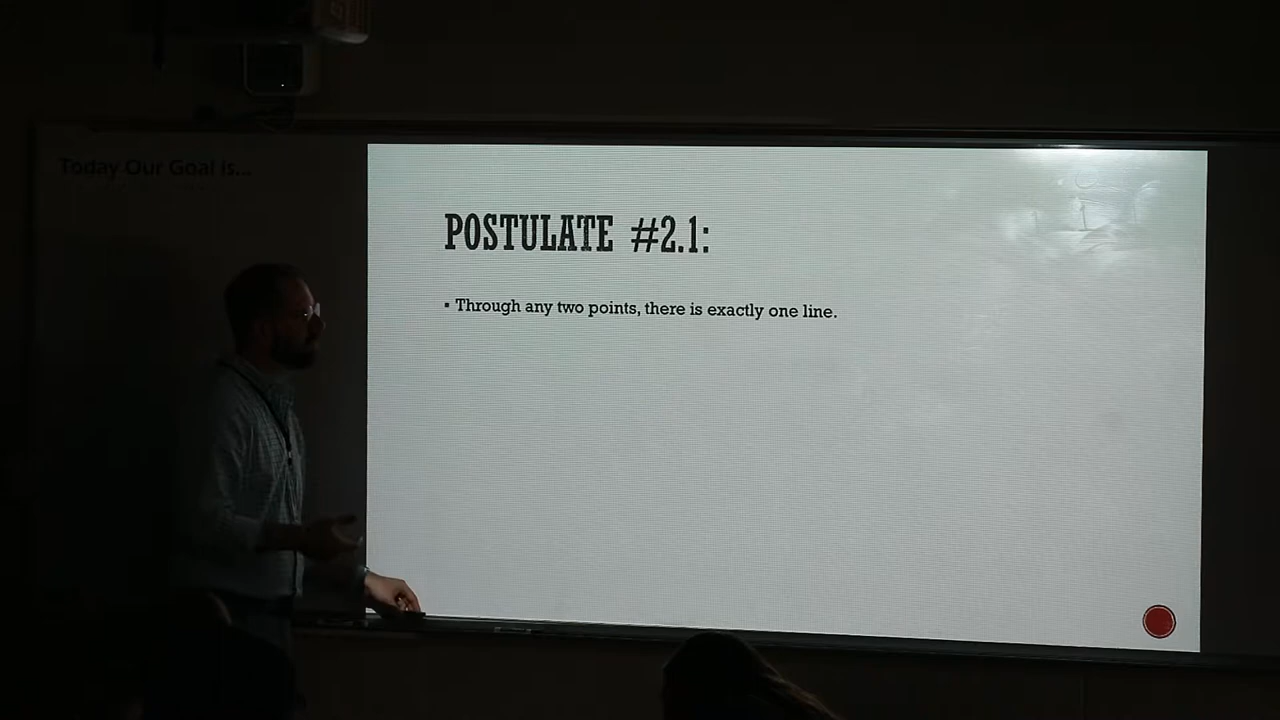 Today Our Goal is...
POSTULATE #2.1:
▪ Through any two points, there is exactly one line.